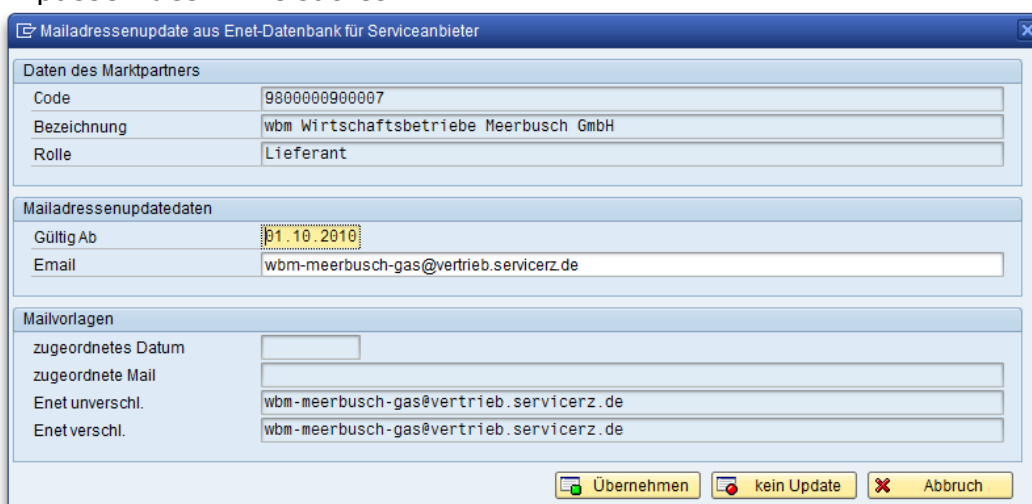 Mailadressenupdate aus Enet-Datenbank für Serviceanbieter
Daten des Marktpartners
Code 9800000900007
Bezeichnung wbm Wirtschaftsbetriebe Meerbusch GmbH
Rolle Lieferant
Mailadressenupdatedaten
Gültig Ab 01.10.2010
Email wbm-meerbusch-gas@vertrieb.servicerz.de
Mailvorlagen
zugeordnetes Datum
zugeordnete Mail
Enet unverschl. wbm-meerbusch-gas@vertrieb.servicerz.de
Enet verschl. wbm-meerbusch-gas@vertrieb.servicerz.de
Übernehmen kein Update Abbruch